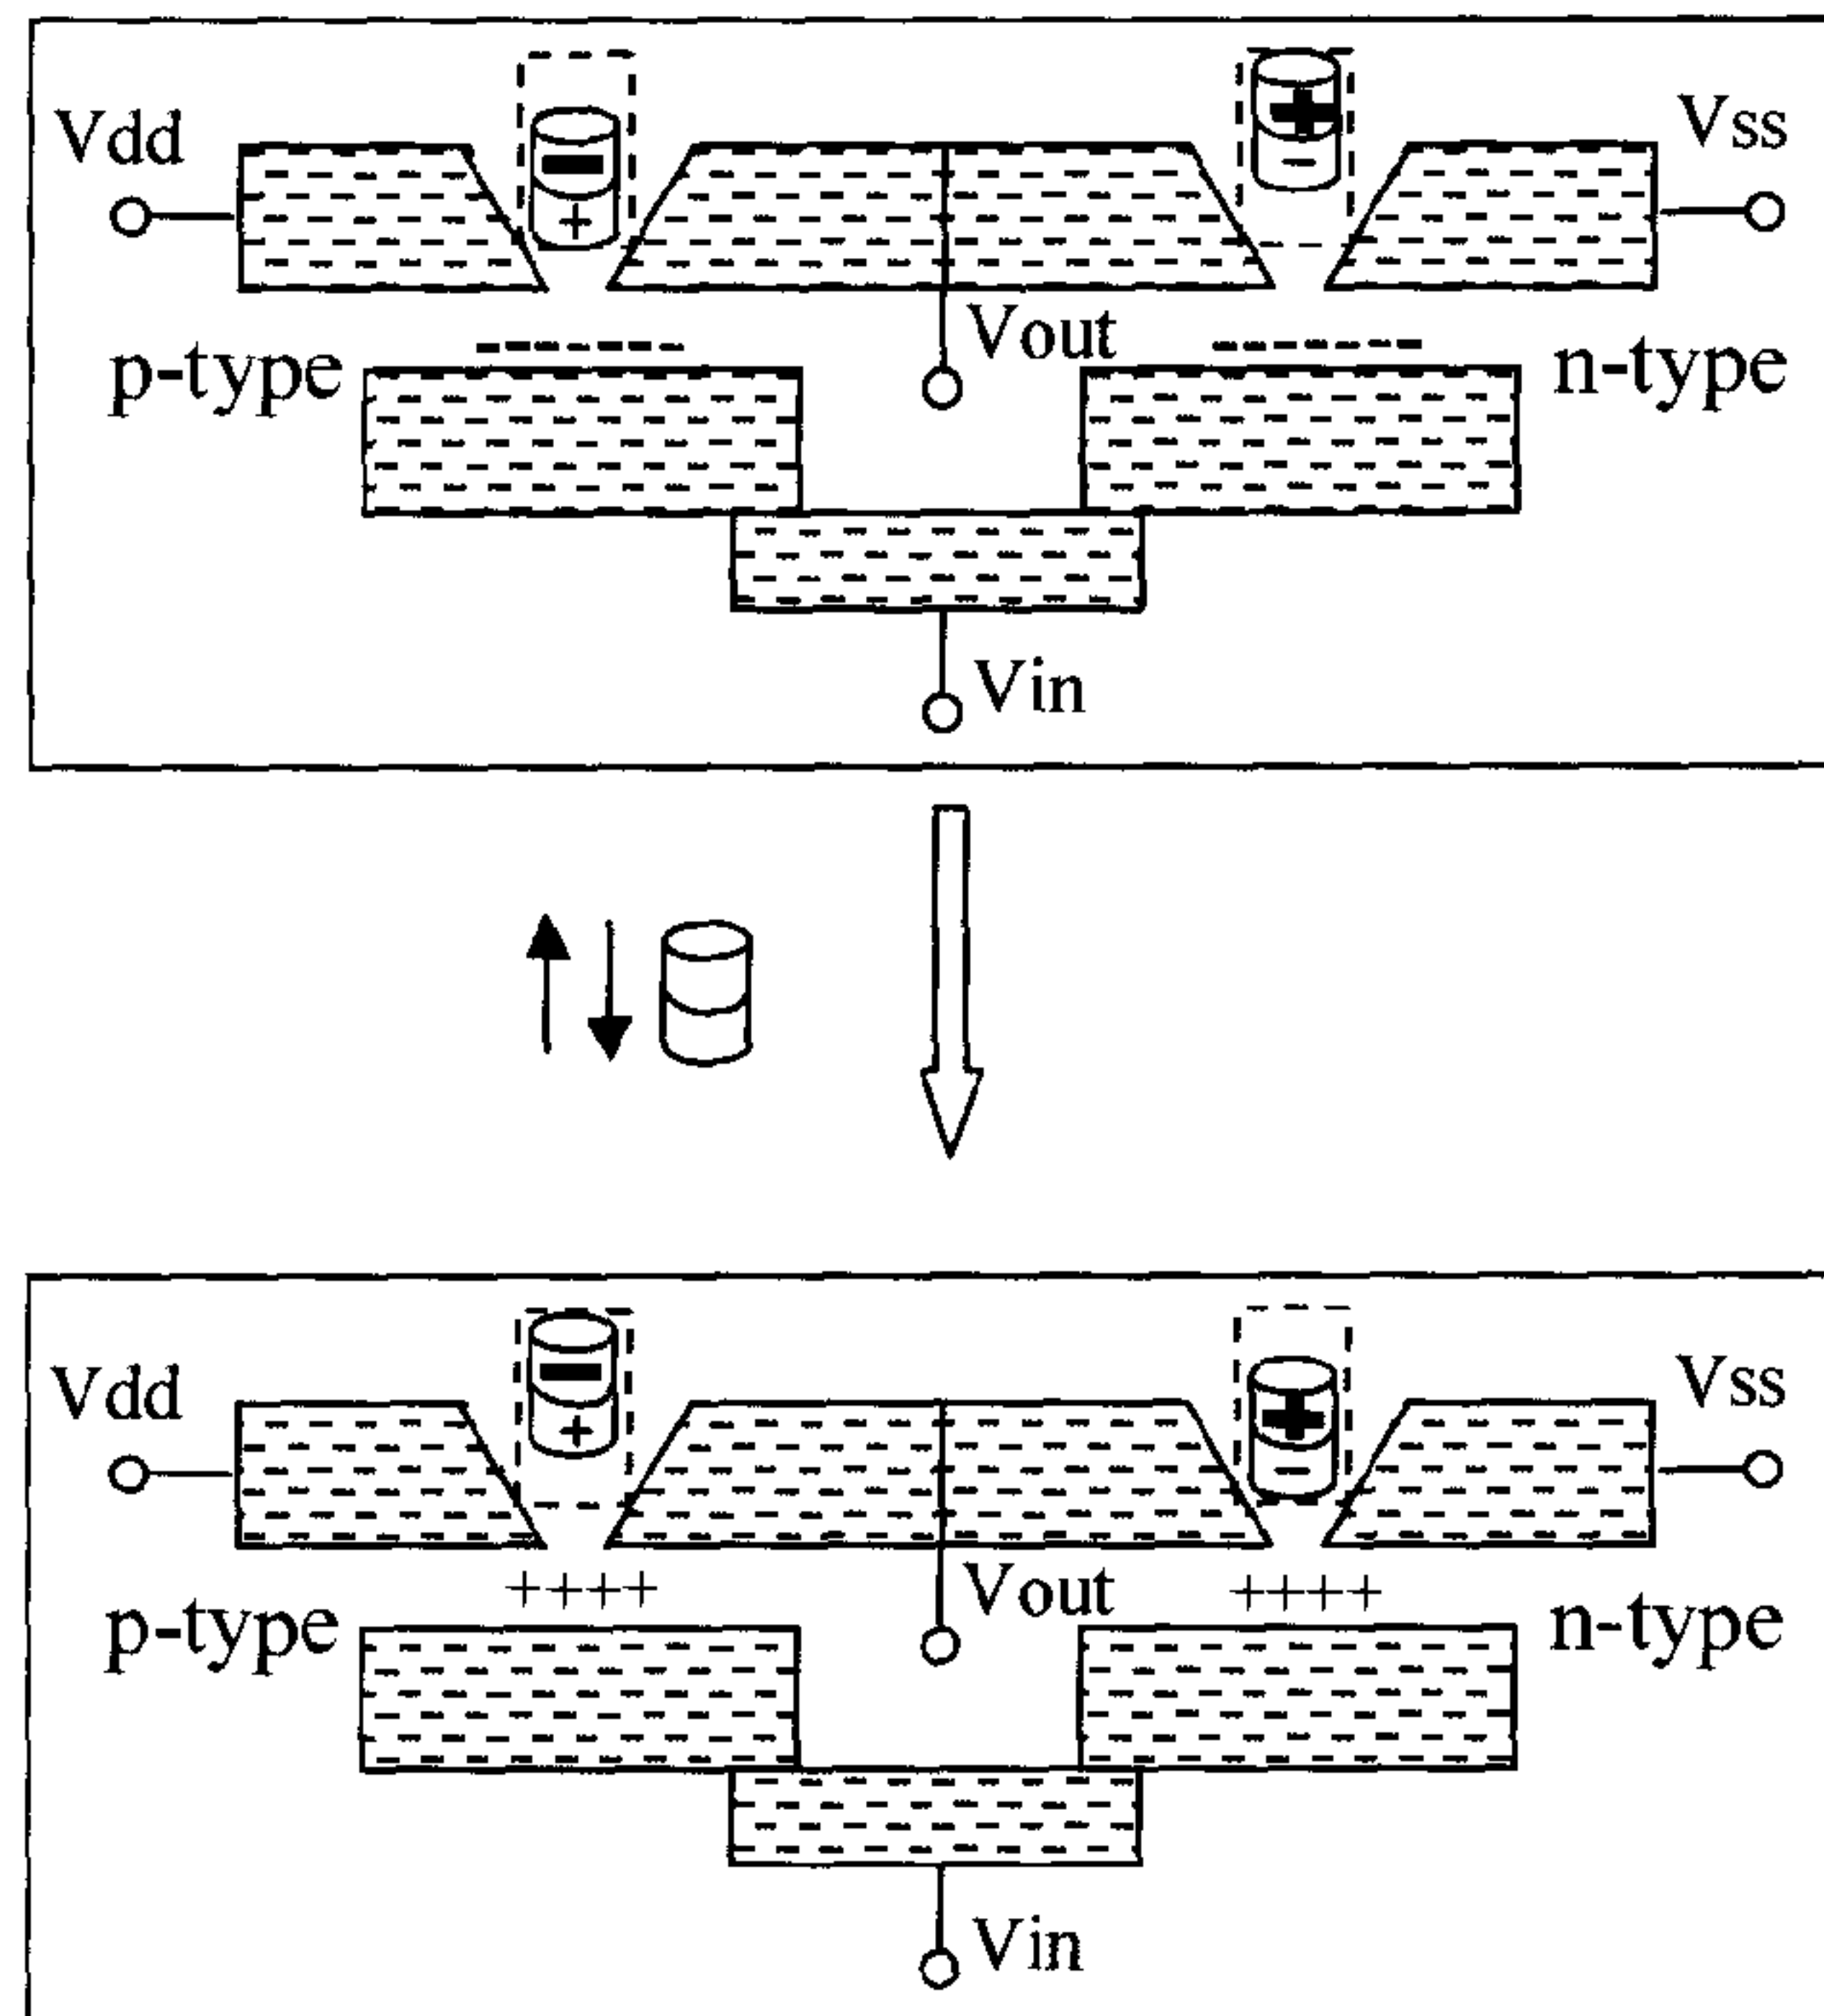 Vdd
Vss
−
+
+
−
Vout
p-type
n-type
Vin
Vdd
Vss
−
+
+
−
++++
++++
Vout
p-type
n-type
Vin